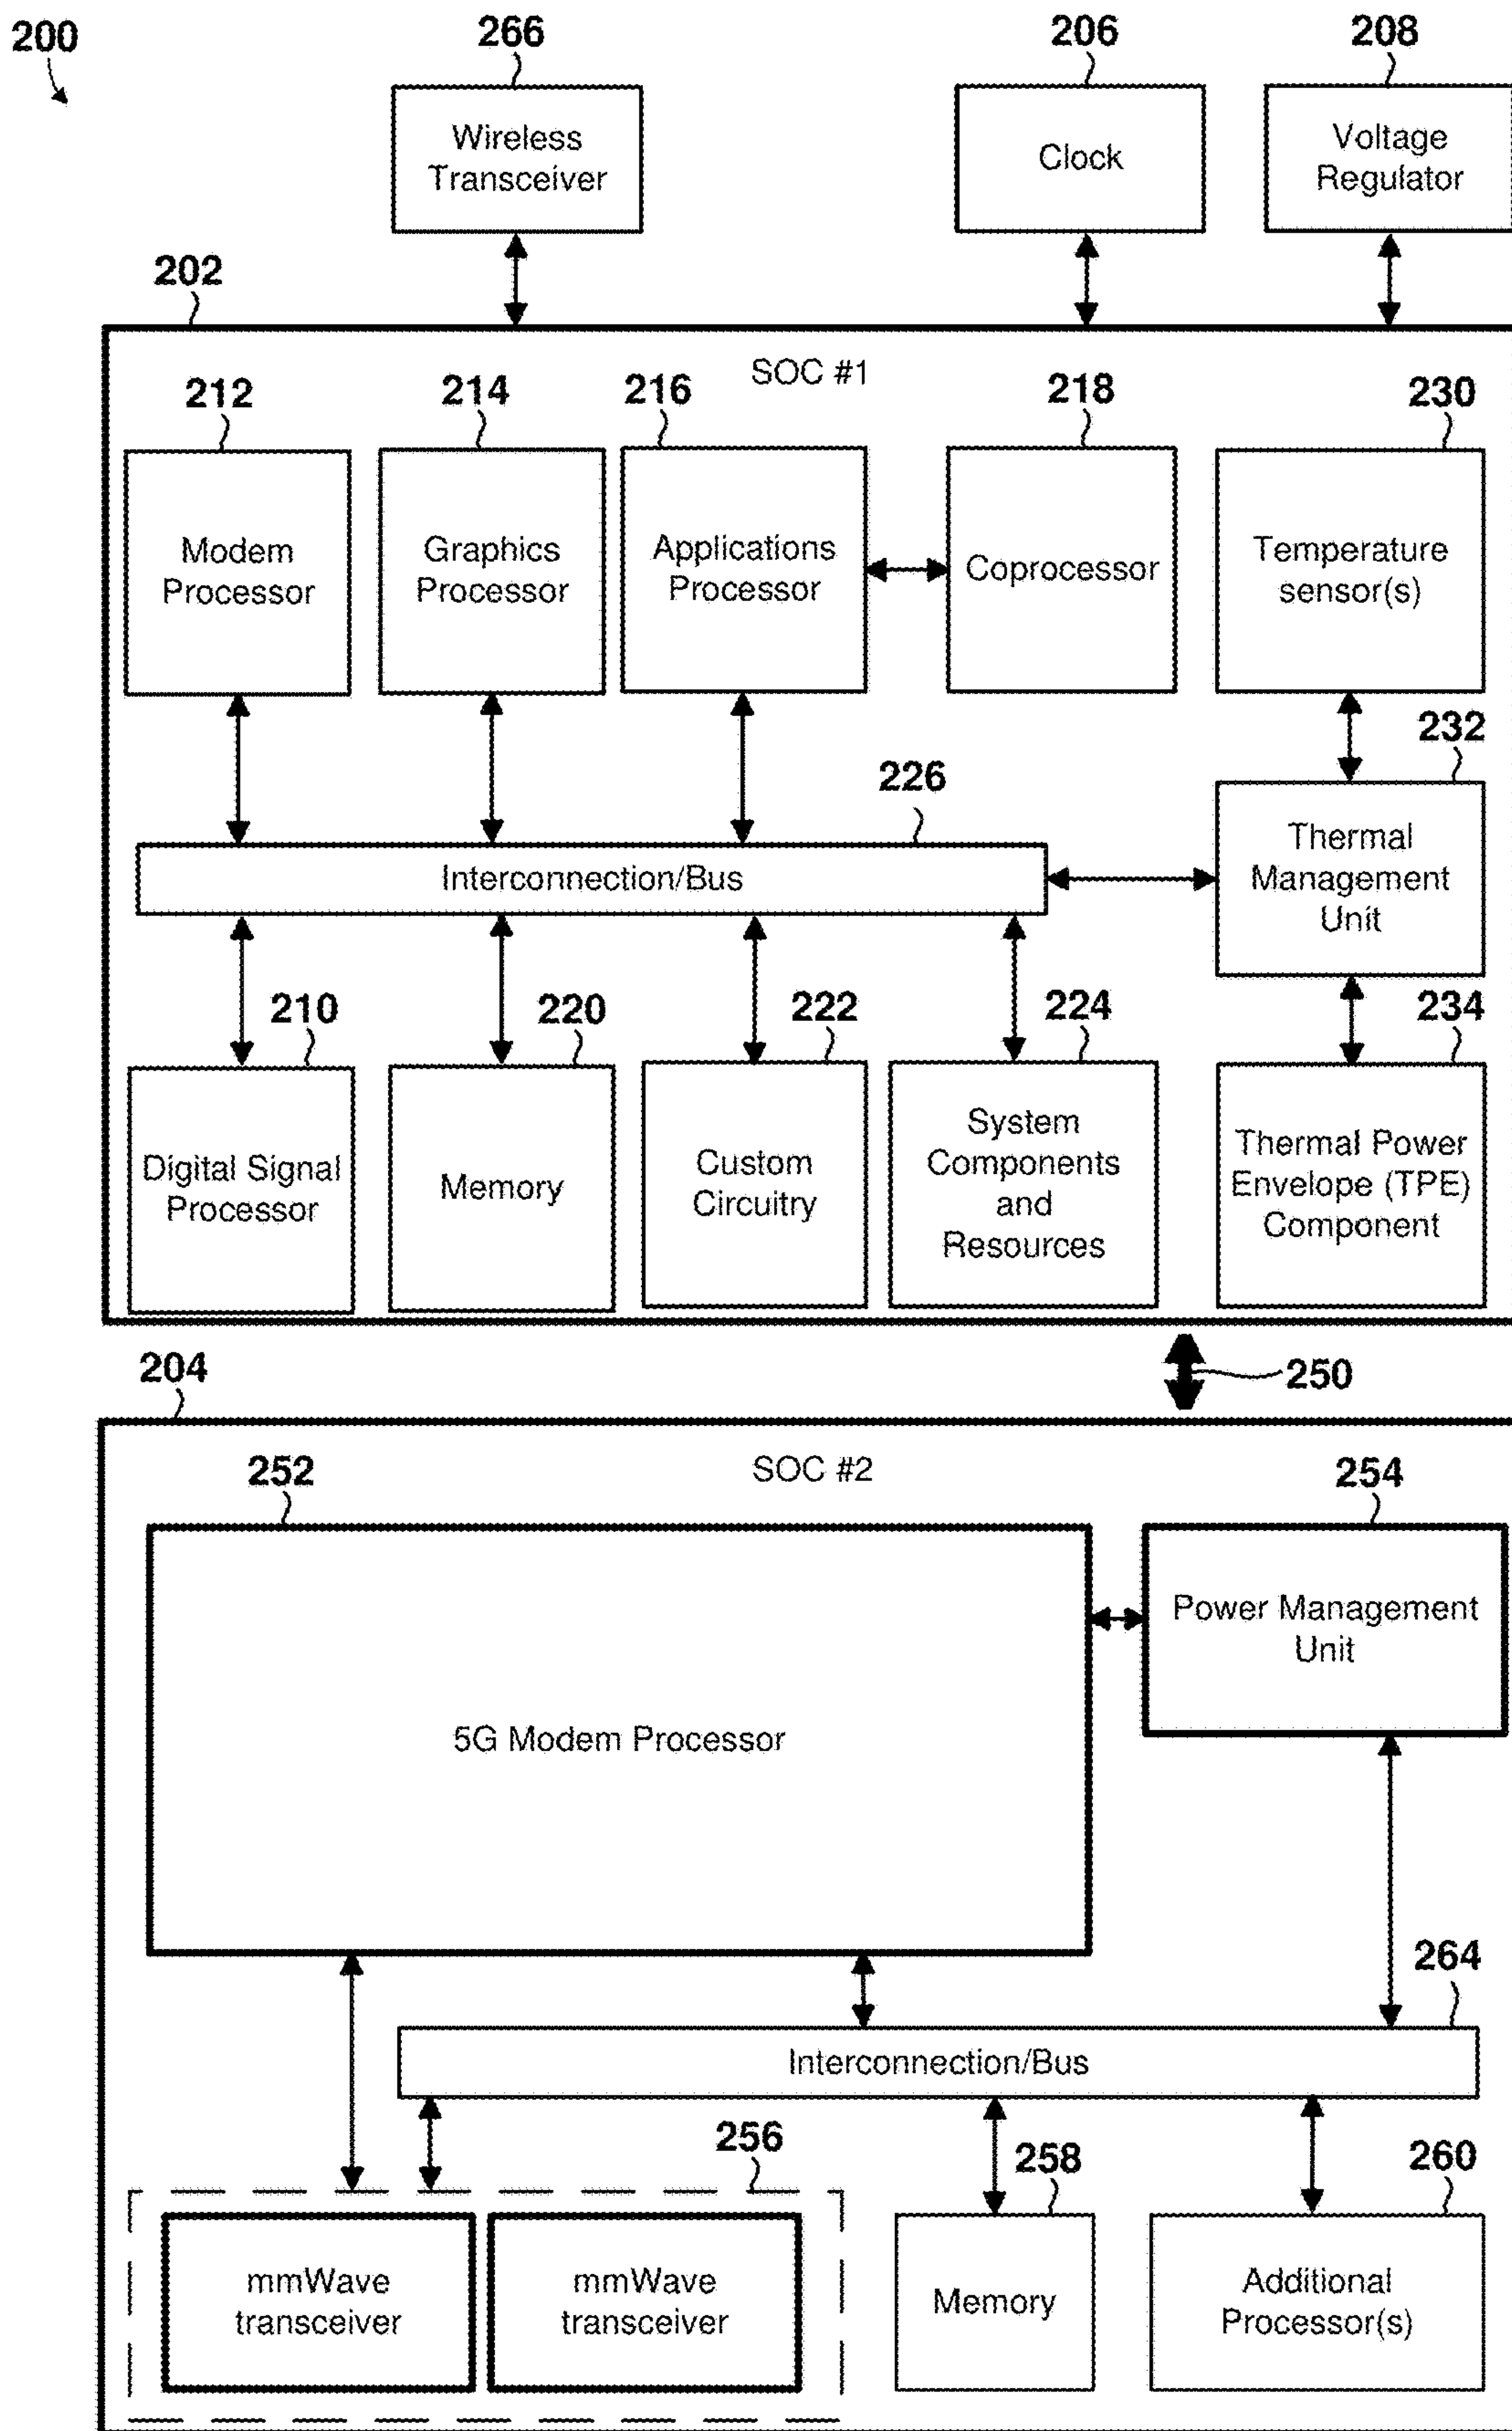 200
266
206
208
Wireless
Transceiver
Clock
Voltage
Regulator
202
SOC #1
212
214
216
218
230
Modem
Processor
Graphics
Processor
Applications
Processor
Coprocessor
Temperature
sensor(s)
232
226
Interconnection/Bus
Thermal
Management
Unit
210
220
222
224
234
Digital Signal
Processor
Memory
Custom
Circuitry
System
Components
and
Resources
Thermal Power
Envelope (TPE)
Component
250
204
SOC #2
252
254
5G Modem Processor
Power Management
Unit
264
Interconnection/Bus
256
258
260
mmWave
transceiver
mmWave
transceiver
Memory
Additional
Processor(s)